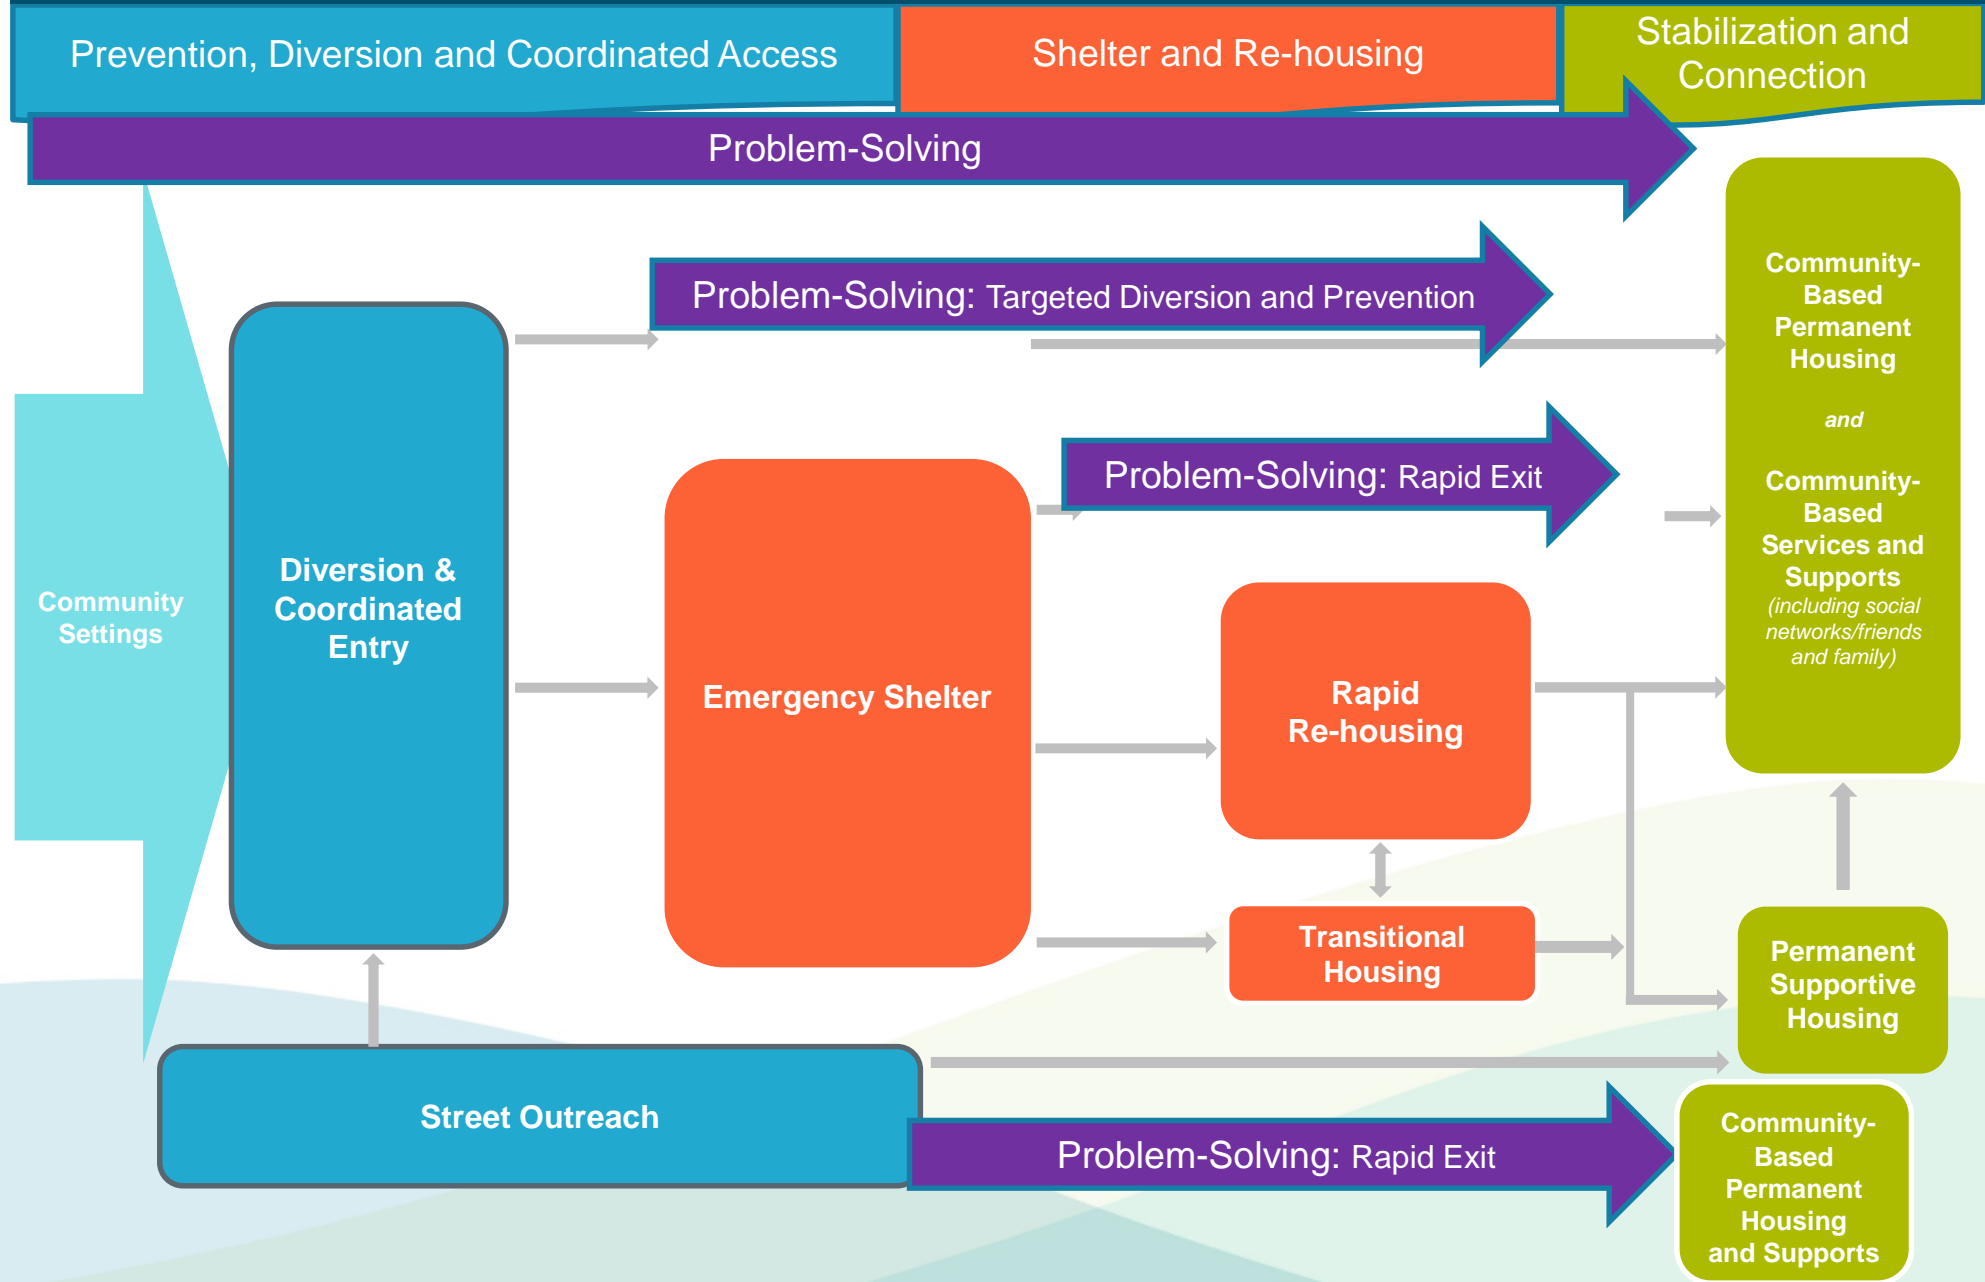 Prevention, Diversion and Coordinated Access
Shelter and Re-housing
Stabilization and
Connection
Problem-Solving
Problem-Solving: Targeted Diversion and Prevention
Community-
Based
Permanent
Housing
and
Community-
Based
Services and
Supports
(including social
networks/friends
and family)
Problem-Solving: Rapid Exit
Community
Settings
Diversion &
Coordinated
Entry
Emergency Shelter
Rapid
Re-housing
Transitional
Housing
Permanent
Supportive
Housing
Street Outreach
Problem-Solving: Rapid Exit
Community-
Based
Permanent
Housing
and Supports